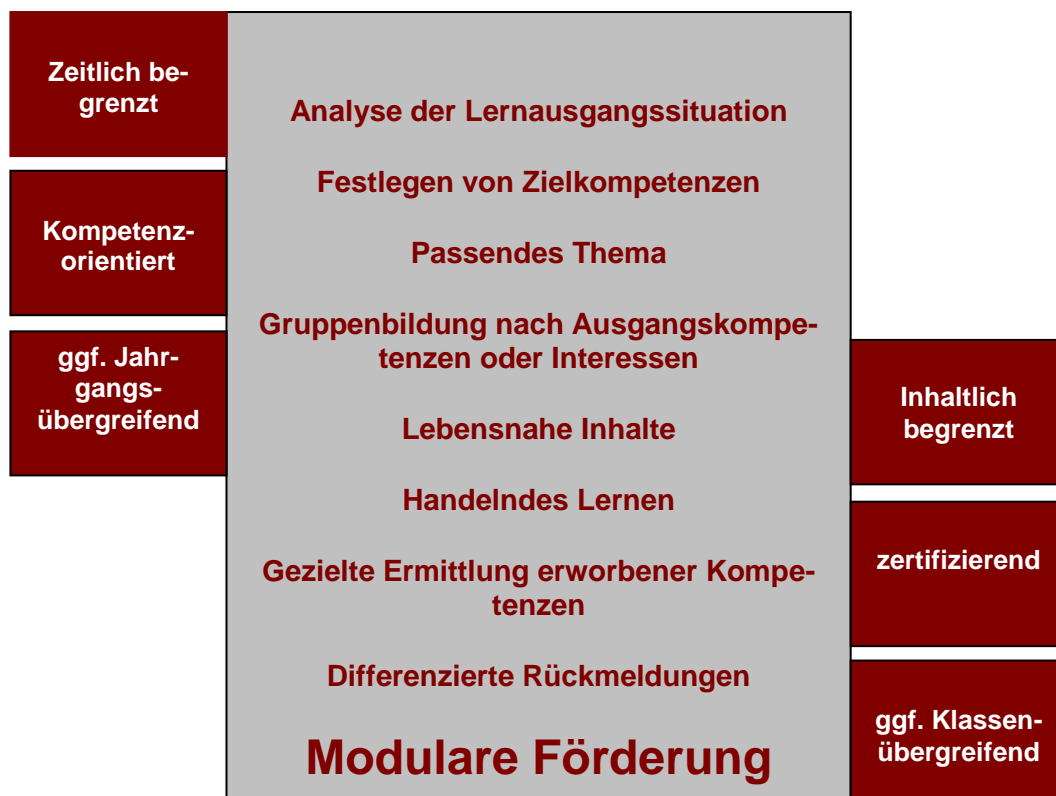 Zeitlich be-
grenzt
Kompetenz-
orientiert
ggf. Jahr-
gangs-
übergreifend
Analyse der Lernausgangssituation
Festlegen von Zielkompetenzen
Passendes Thema
Gruppenbildung nach Ausgangskompe-
tenzen oder Interessen
Lebensnahe Inhalte
Handelndes Lernen
Gezielte Ermittlung erworbener Kompe-
tenzen
Differenzierte Rückmeldungen
Modulare Förderung
Inhaltlich
begrenzt
zertifizierend
ggf. Klassen-
übergreifend